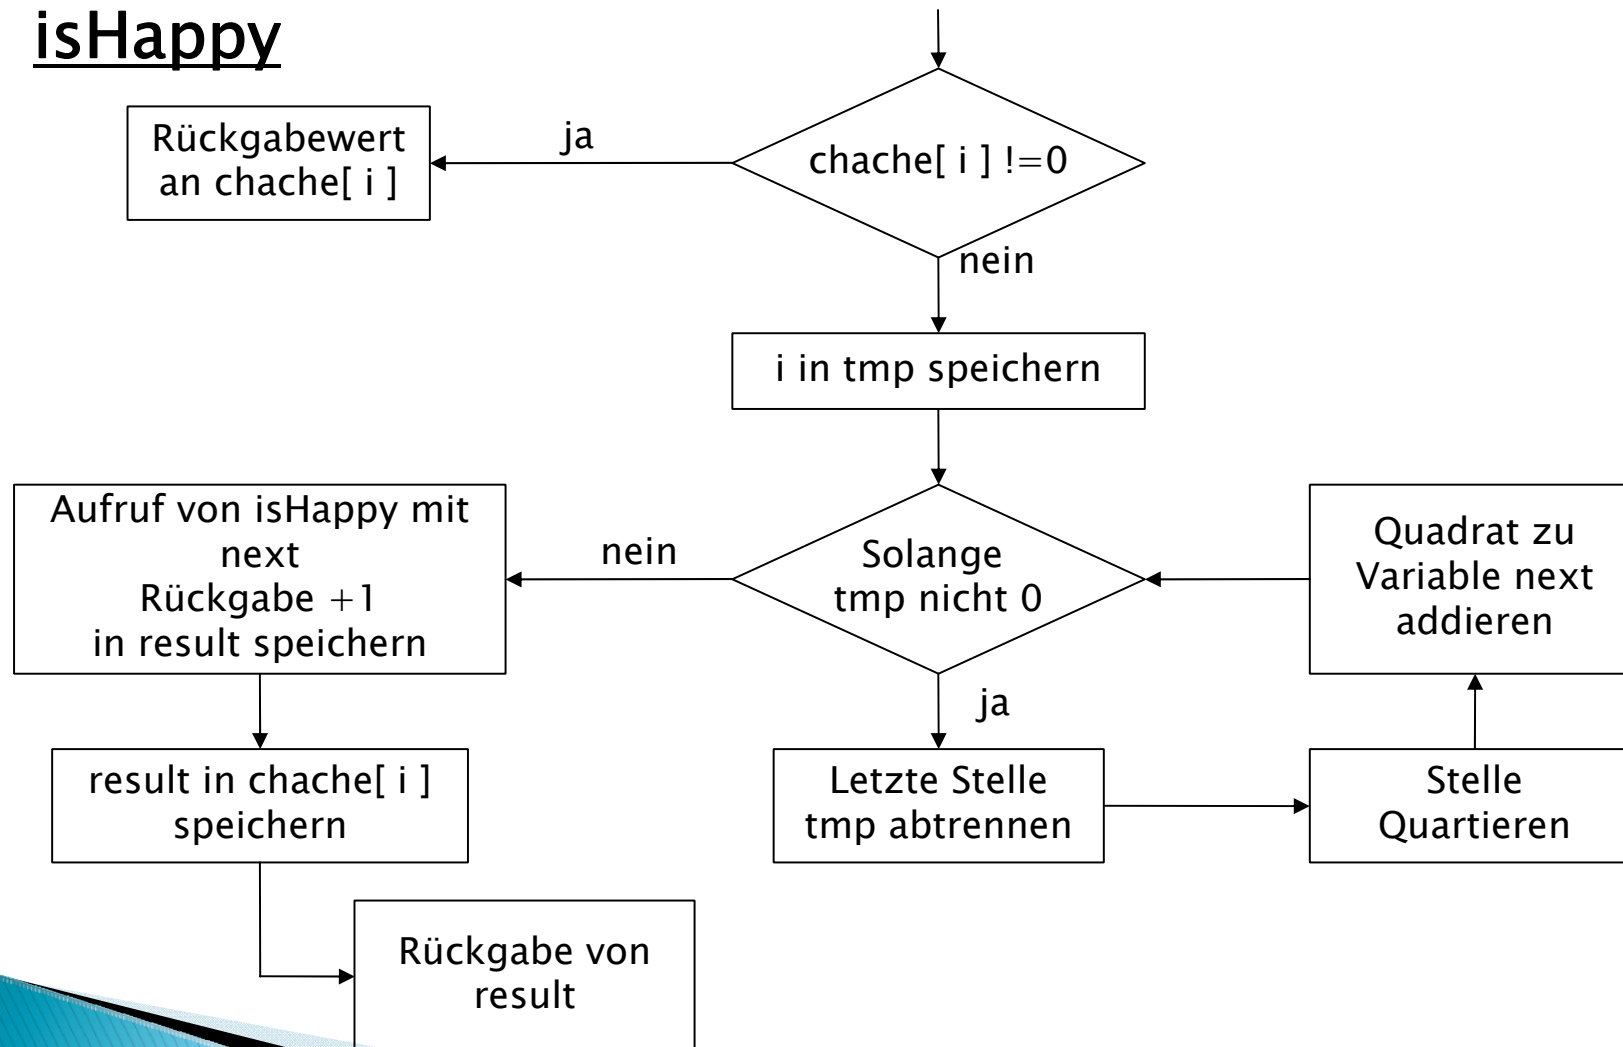 isHappy
chache[ i ] !=0
ja
Rückgabewert
an chache[ i ]
nein
i in tmp speichern
Solange
tmp nicht 0
nein
Aufruf von isHappy mit
next
Rückgabe +1
in result speichern
result in chache[ i ]
speichern
Rückgabe von
result
ja
Letzte Stelle
tmp abtrennen
Stelle
Quartieren
Quadrat zu
Variable next
addieren